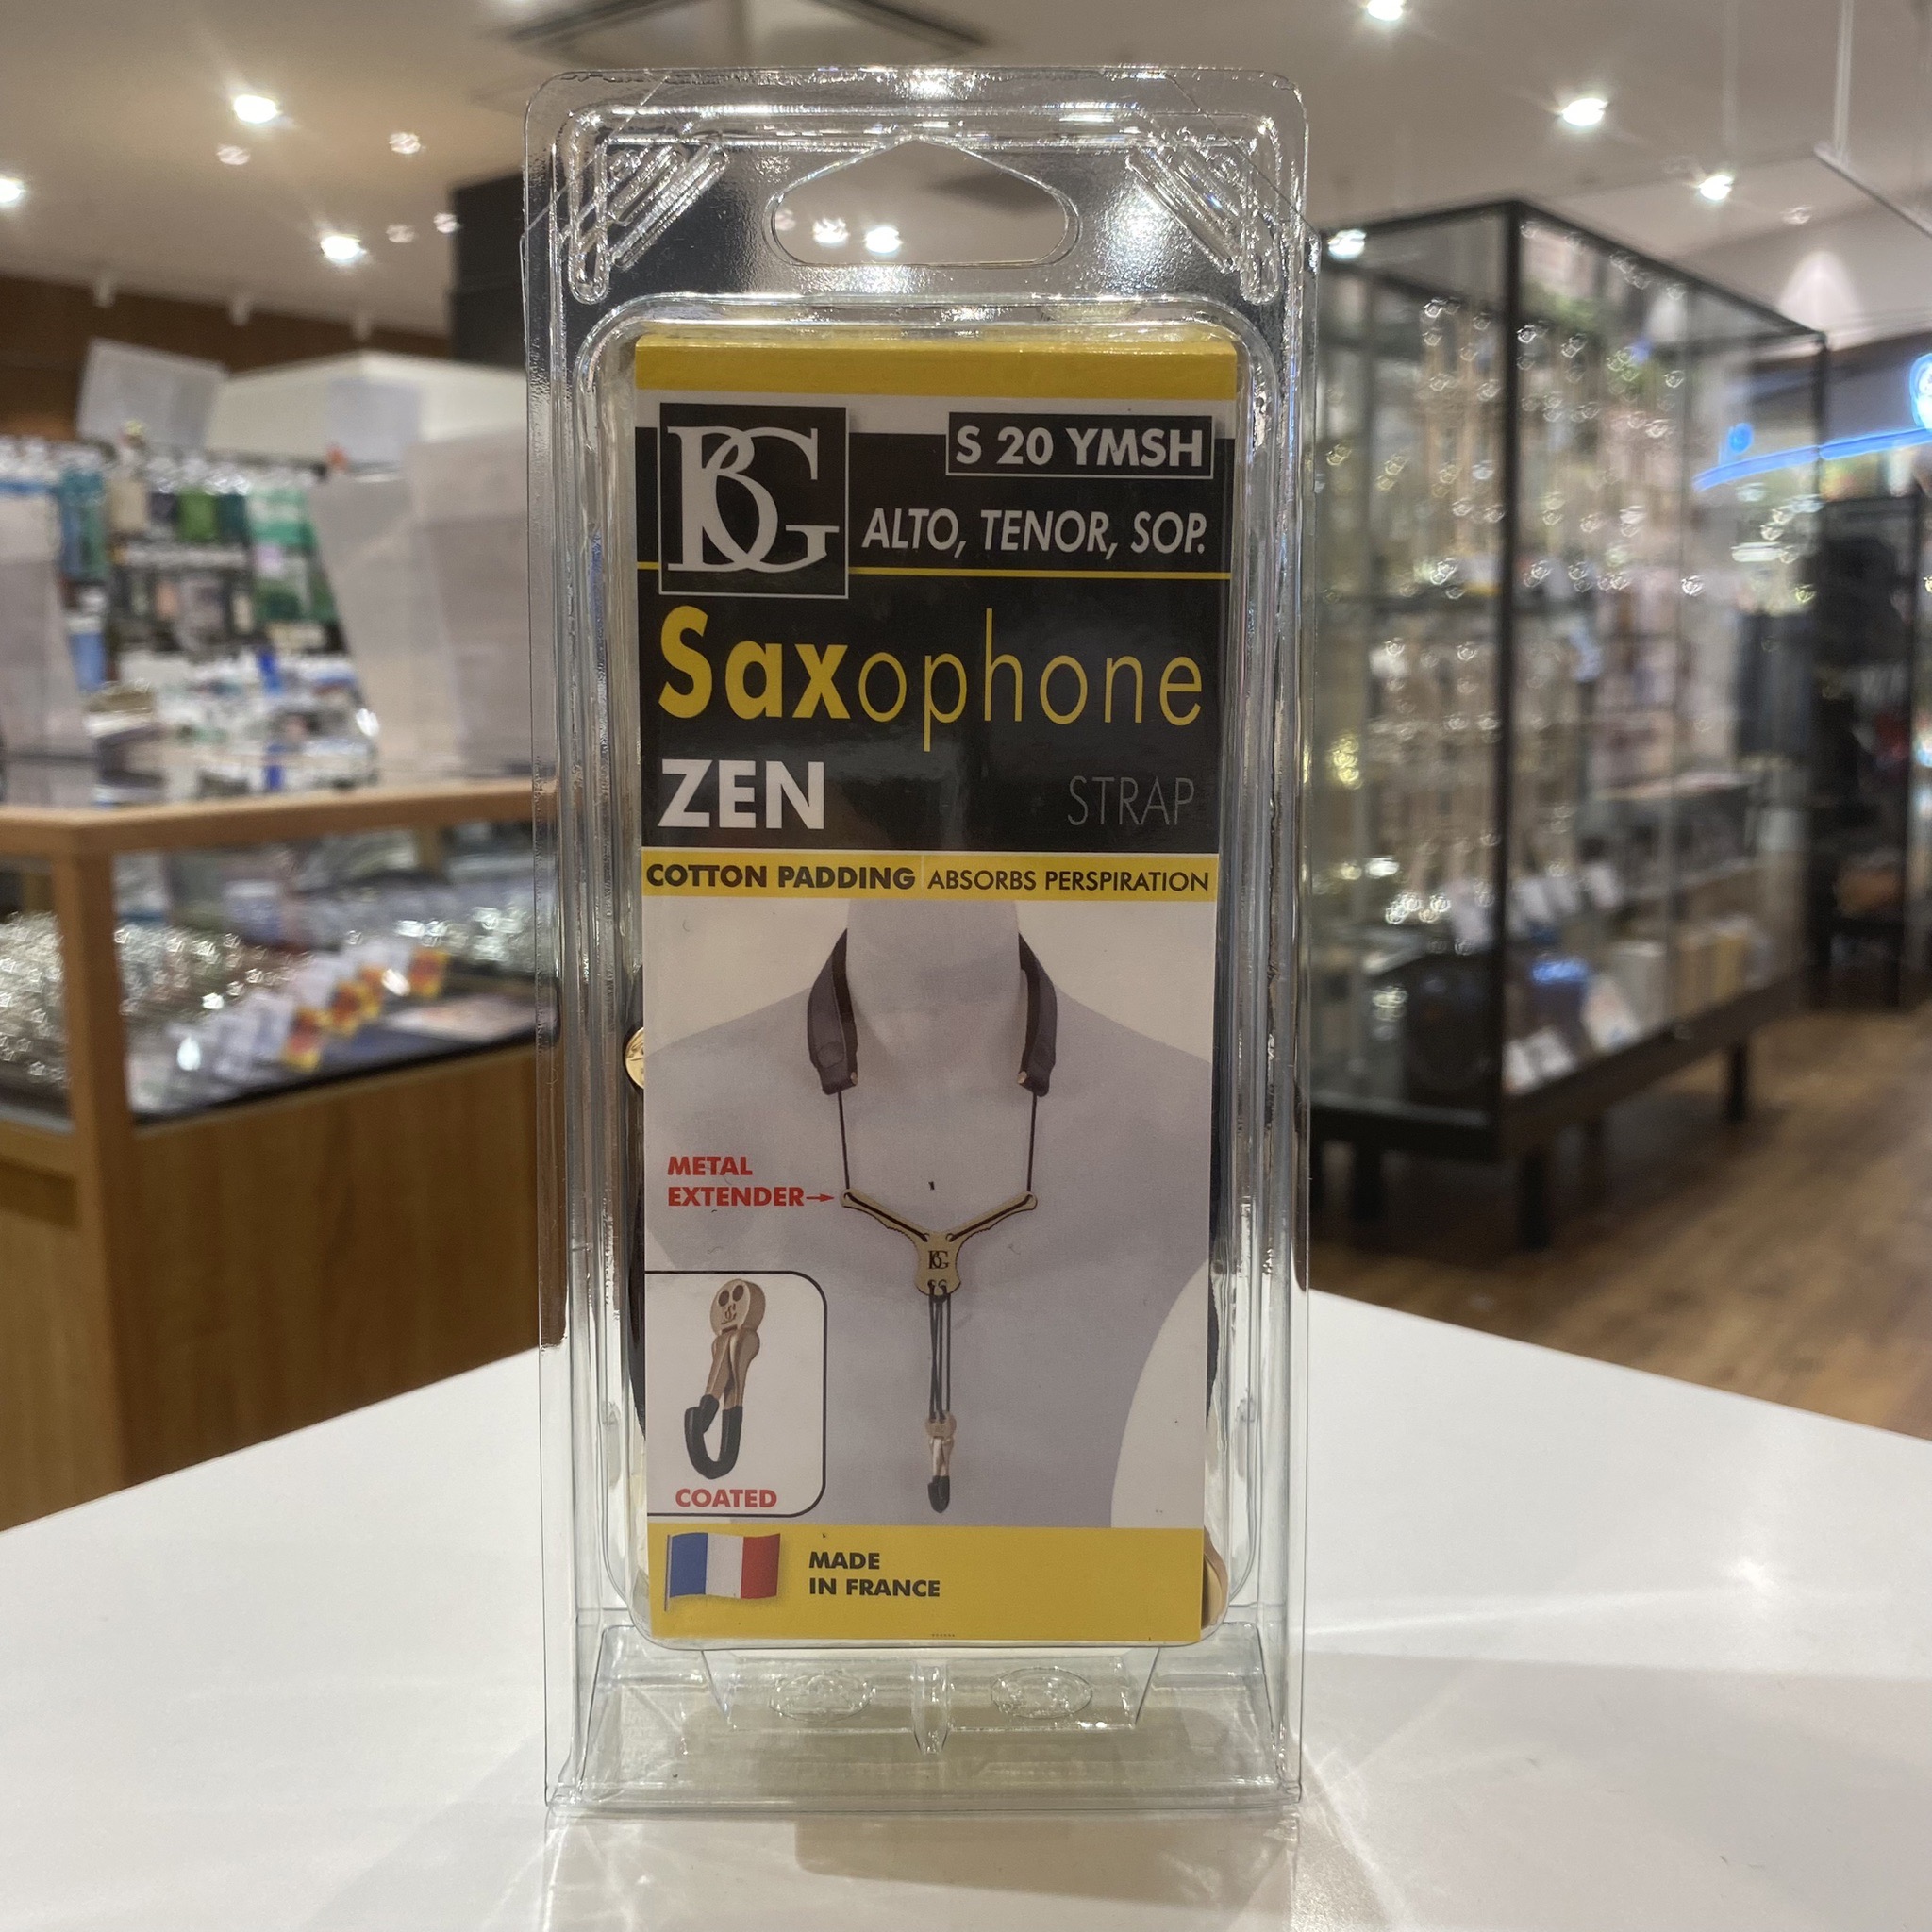 BG
S 20 YMSH
ALTO, TENOR, SOP.
Saxophone
ZEN STRAP
COTTON PADDING ABSORBS PERSPIRATION
METAL
EXTENDER
BG
COATED
MADE
IN FRANCE